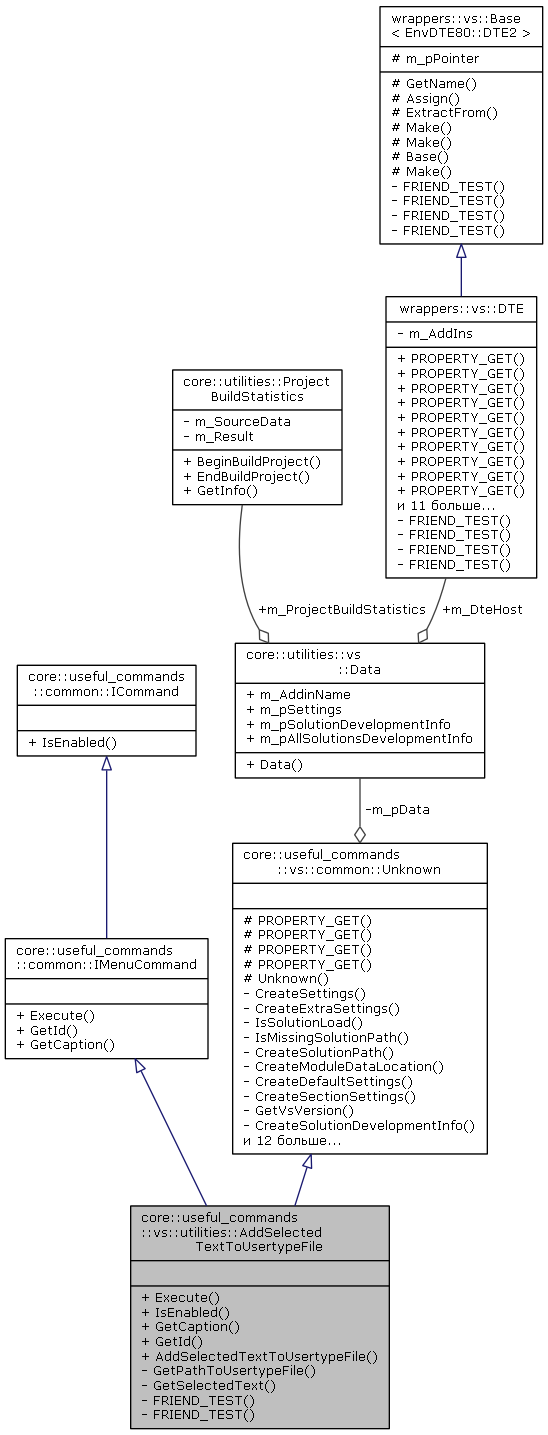 wrappers::vs::Base
< EnvDTE80::DTE2 >
# m_pPointer
# GetName()
# Assign()
# ExtractFrom()
# Make()
# Make()
# Base()
# Make()
- FRIEND_TEST()
- FRIEND_TEST()
- FRIEND_TEST()
- FRIEND_TEST()
wrappers::vs::DTE
- m_AddIns
+ PROPERTY_GET()
+ PROPERTY_GET()
+ PROPERTY_GET()
+ PROPERTY_GET()
+ PROPERTY_GET()
+ PROPERTY_GET()
+ PROPERTY_GET()
+ PROPERTY_GET()
+ PROPERTY_GET()
+ PROPERTY_GET()
и 11 больше...
- FRIEND_TEST()
- FRIEND_TEST()
- FRIEND_TEST()
- FRIEND_TEST()
core::utilities::Project
BuildStatistics
- m_SourceData
- m_Result
+ BeginBuildProject()
+ EndBuildProject()
+ GetInfo()
+m_ProjectBuildStatistics
+m_DteHost
core::utilities::vs
::Data
+ m_AddinName
+ m_pSettings
+ m_pSolutionDevelopmentInfo
+ m_pAllSolutionsDevelopmentInfo
+ Data()
core::useful_commands
::common::ICommand
+ IsEnabled()
-m_pData
core::useful_commands
::vs::common::Unknown
# PROPERTY_GET()
# PROPERTY_GET()
# PROPERTY_GET()
# PROPERTY_GET()
# Unknown()
- CreateSettings()
- CreateExtraSettings()
- IsSolutionLoad()
- IsMissingSolutionPath()
- CreateSolutionPath()
- CreateModuleDataLocation()
- CreateDefaultSettings()
- CreateSectionSettings()
- GetVsVersion()
- CreateSolutionDevelopmentInfo()
и 12 больше...
core::useful_commands
::common::IMenuCommand
+ Execute()
+ GetId()
+ GetCaption()
core::useful_commands
::vs::utilities::AddSelected
TextToUsertypeFile
+ Execute()
+ IsEnabled()
+ GetCaption()
+ GetId()
+ AddSelectedTextToUsertypeFile()
- GetPathToUsertypeFile()
- GetSelectedText()
- FRIEND_TEST()
- FRIEND_TEST()